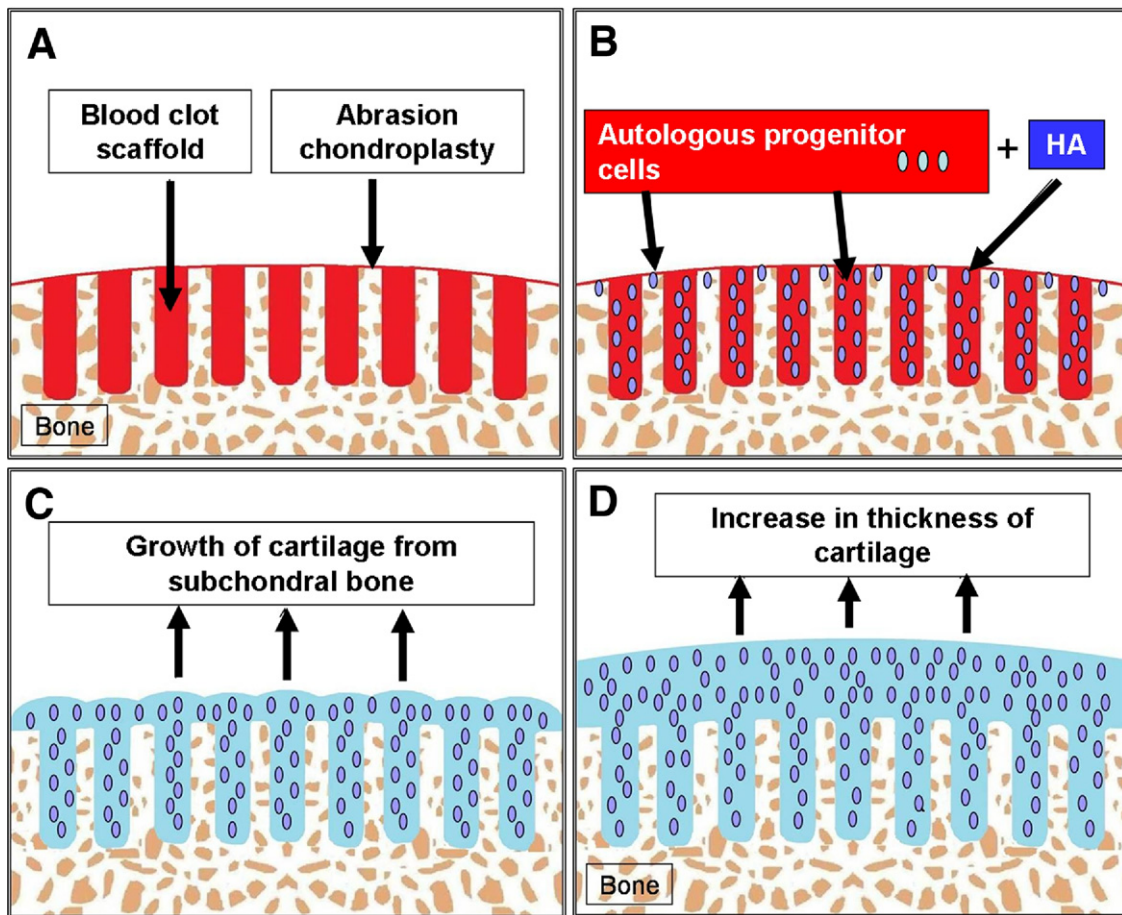 A
Blood clot
scaffold
Abrasion
chondroplasty
Bone
B
Autologous progenitor
cells
+
HA
C
Growth of cartilage from
subchondral bone
D
Increase in thickness of
cartilage
Bone